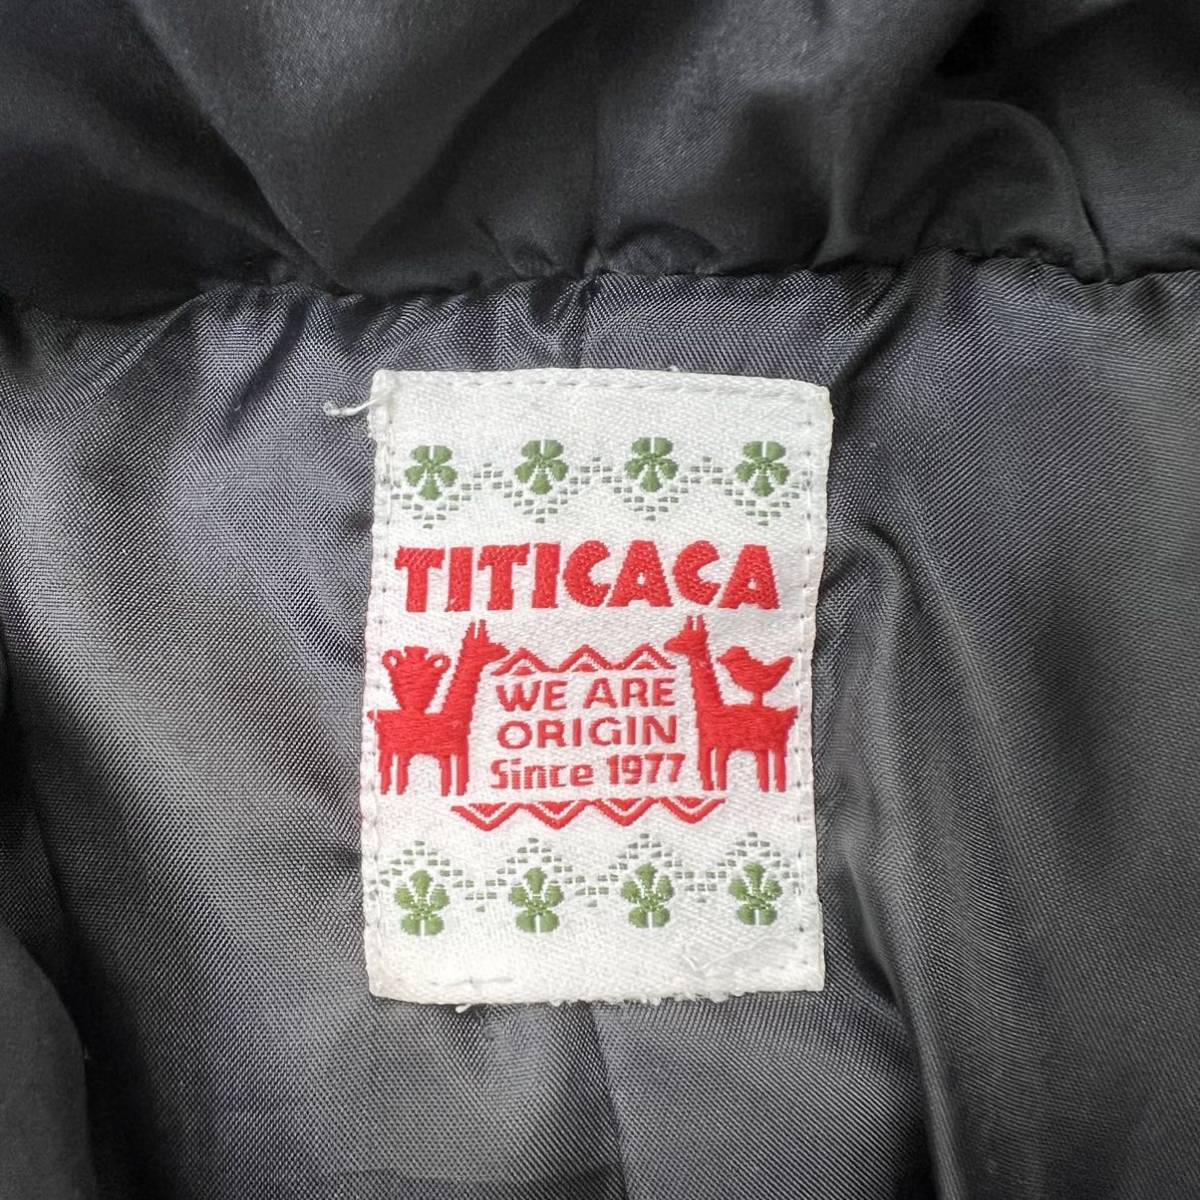 TITICACA
WE ARE
ORIGIN
Since 1977